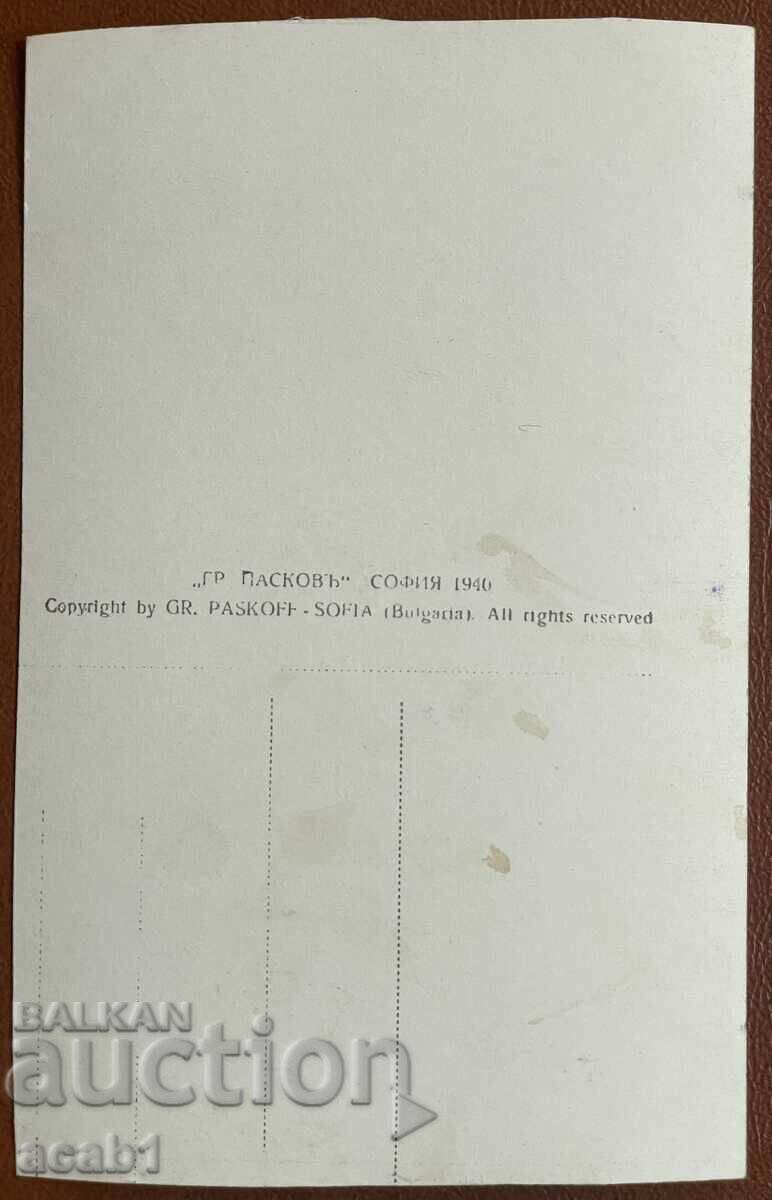 „ГР ПАСКОВЪ“ СОФИЯ 1940
Copyright by GR. PASKOFF - SOFIA (Bulgaria). All rights reserved
BALKAN
auction
acab1